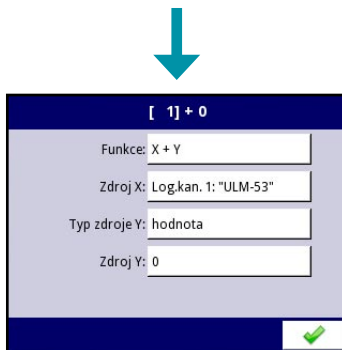 [ 1] + 0
Funkce: X + Y
Zdroj X: Log.kan. 1: "ULM-53"
Typ zdroje Y: hodnota
Zdroj Y: 0